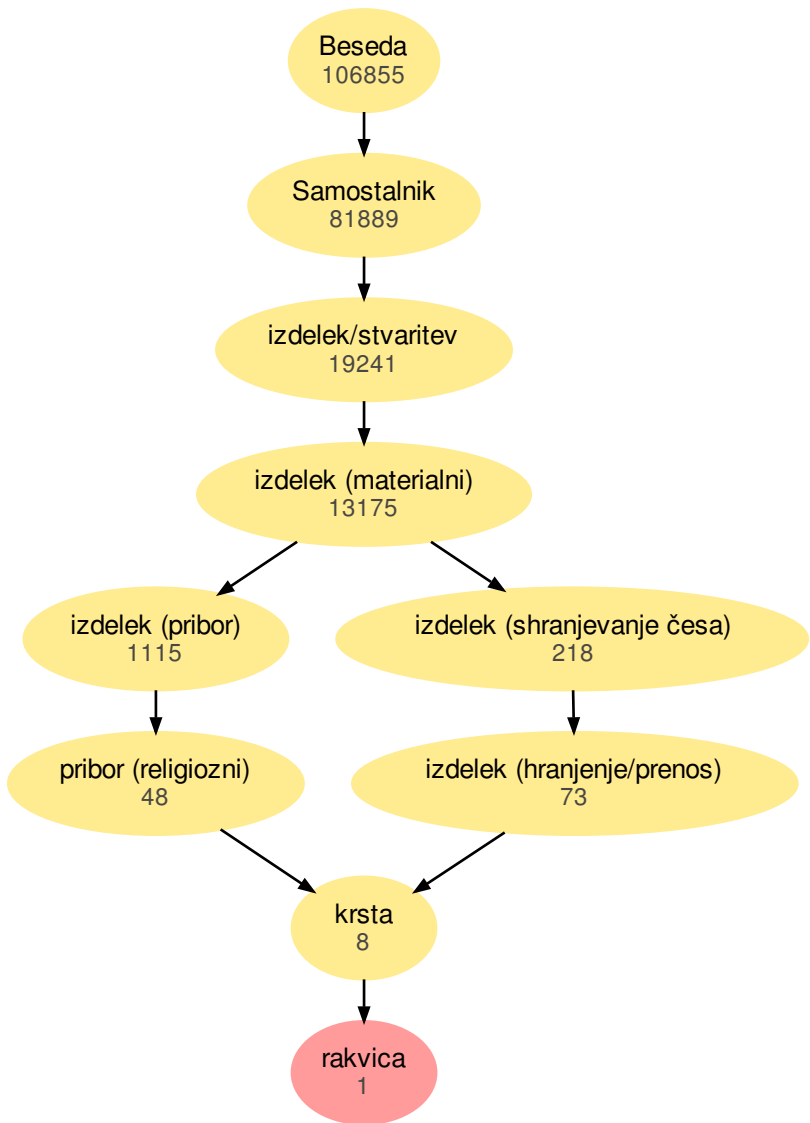 Beseda
106855
Samostalnik
81889
izdelek/stvaritev
19241
izdelek (materialni)
13175
izdelek (pribor)
1115
izdelek (shranjevanje česa)
218
pribor (religiozni)
48
izdelek (hranjenje/prenos)
73
krsta
8
rakvica
1